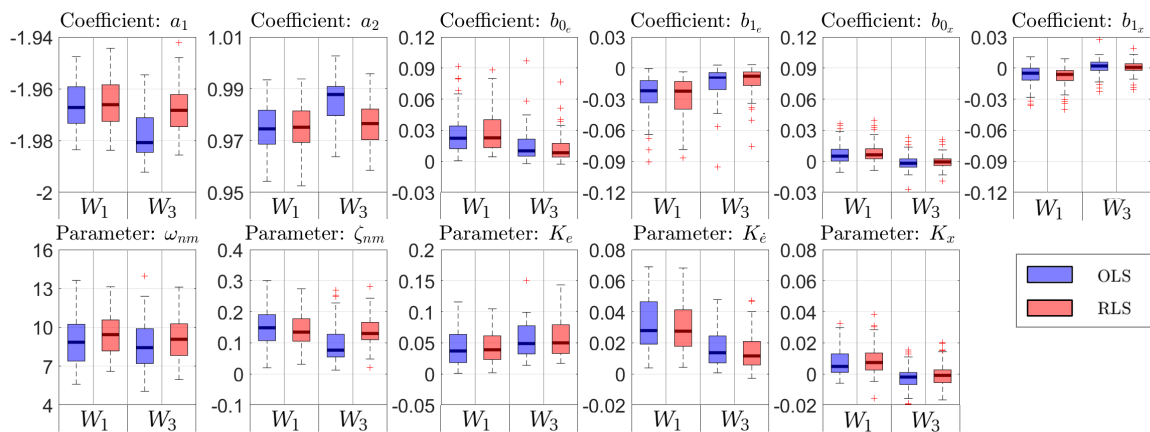 Coefficient: a₁ Coefficient: a₂ Coefficient: b₀ₑ Coefficient: b₁ₑ Coefficient: b₀ₓ Coefficient: b₁ₓ
-1.94 1.01 0.12 0.03 0.12 0.03
-1.96 0.99 0.09 0 0.09 0
0.06 -0.03 0.06 -0.03
-1.98 0.97 0.03 -0.06 0.03 -0.06
0 -0.09 0 -0.09
-2 0.95 -0.03 -0.12 -0.03 -0.12
W₁ W₃ W₁ W₃ W₁ W₃ W₁ W₃ W₁ W₃ W₁ W₃
Parameter: ωₙₘ Parameter: ζₙₘ Parameter: Kₑ Parameter: K_ė Parameter: Kₓ
16 0.4 0.2 0.08 0.08
13 0.3 0.15 0.06 0.06
0.2 0.1 0.04 0.04
10 0.1 0.05 0.02 0.02
7 0 0 0 0
4 -0.1 -0.05 -0.02 -0.02
W₁ W₃ W₁ W₃ W₁ W₃ W₁ W₃ W₁ W₃
OLS
RLS